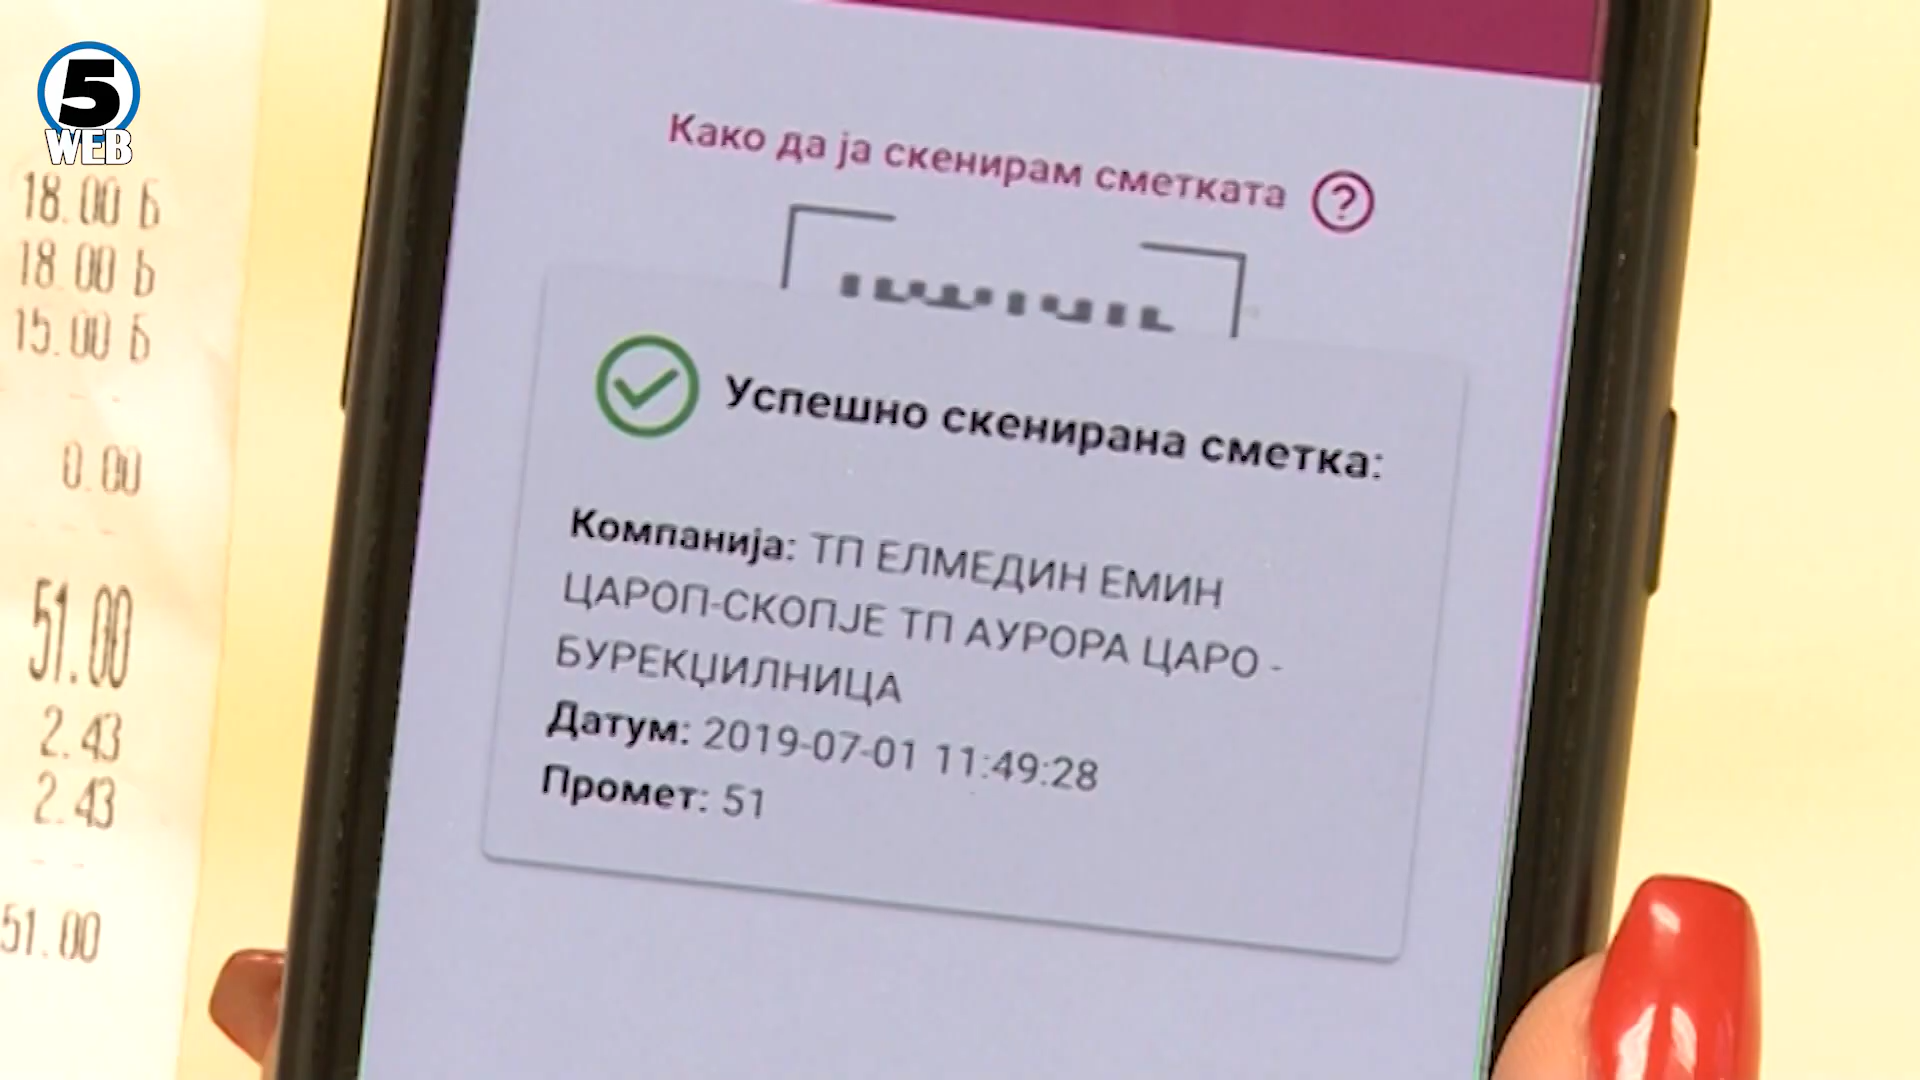 5
WEB
18.00 Б
18.00 Б
15.00 Б
0.00
51.00
2.43
2.43
51.00
Како да ја скенирам сметката ?
Успешно скенирана сметка:
Компанија: ТП ЕЛМЕДИН ЕМИН
ЦАРОП-СКОПЈЕ ТП АУРОРА ЦАРО -
БУРЕКЏИЛНИЦА
Датум: 2019-07-01 11:49:28
Промет: 51